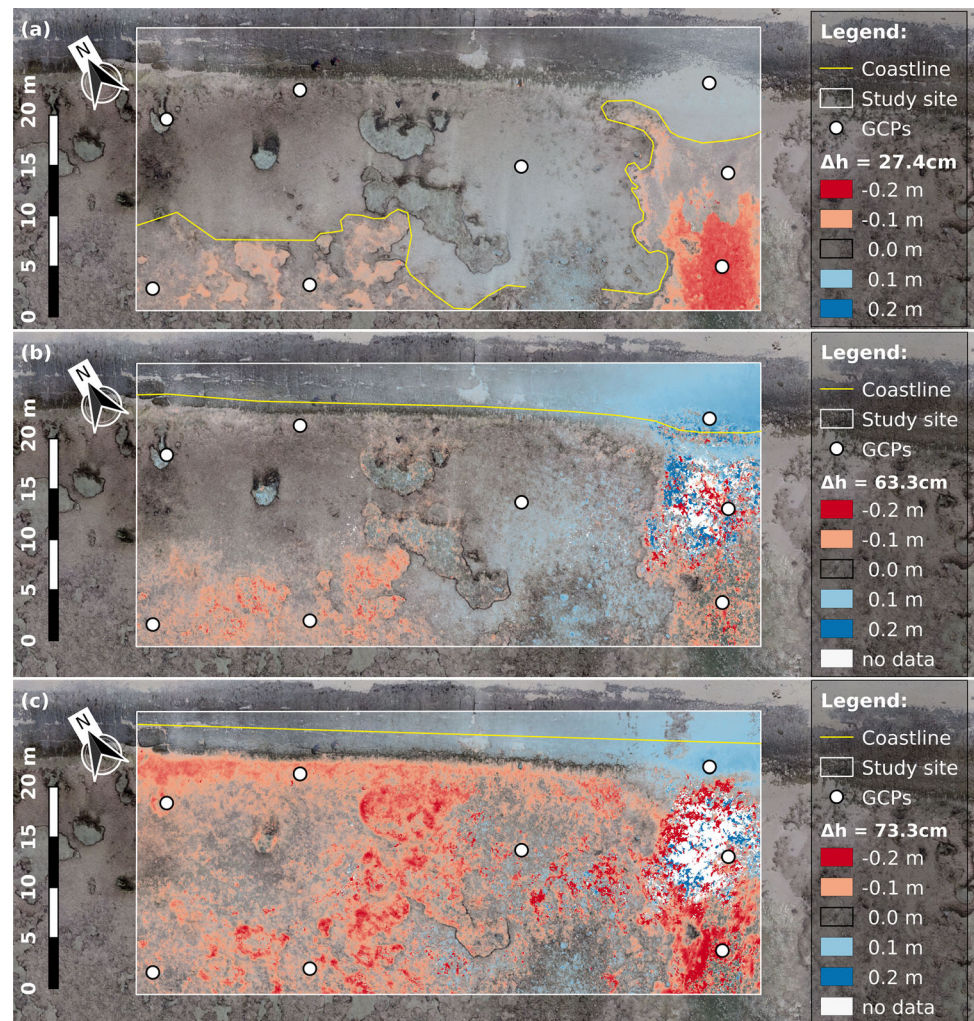 (a)
N
20 m
15
10
5
0
Legend:
Coastline
Study site
GCPs
Δh = 27.4cm
-0.2 m
-0.1 m
0.0 m
0.1 m
0.2 m
(b)
N
20 m
15
10
5
0
Legend:
Coastline
Study site
GCPs
Δh = 63.3cm
-0.2 m
-0.1 m
0.0 m
0.1 m
0.2 m
no data
(c)
N
20 m
15
10
5
0
Legend:
Coastline
Study site
GCPs
Δh = 73.3cm
-0.2 m
-0.1 m
0.0 m
0.1 m
0.2 m
no data